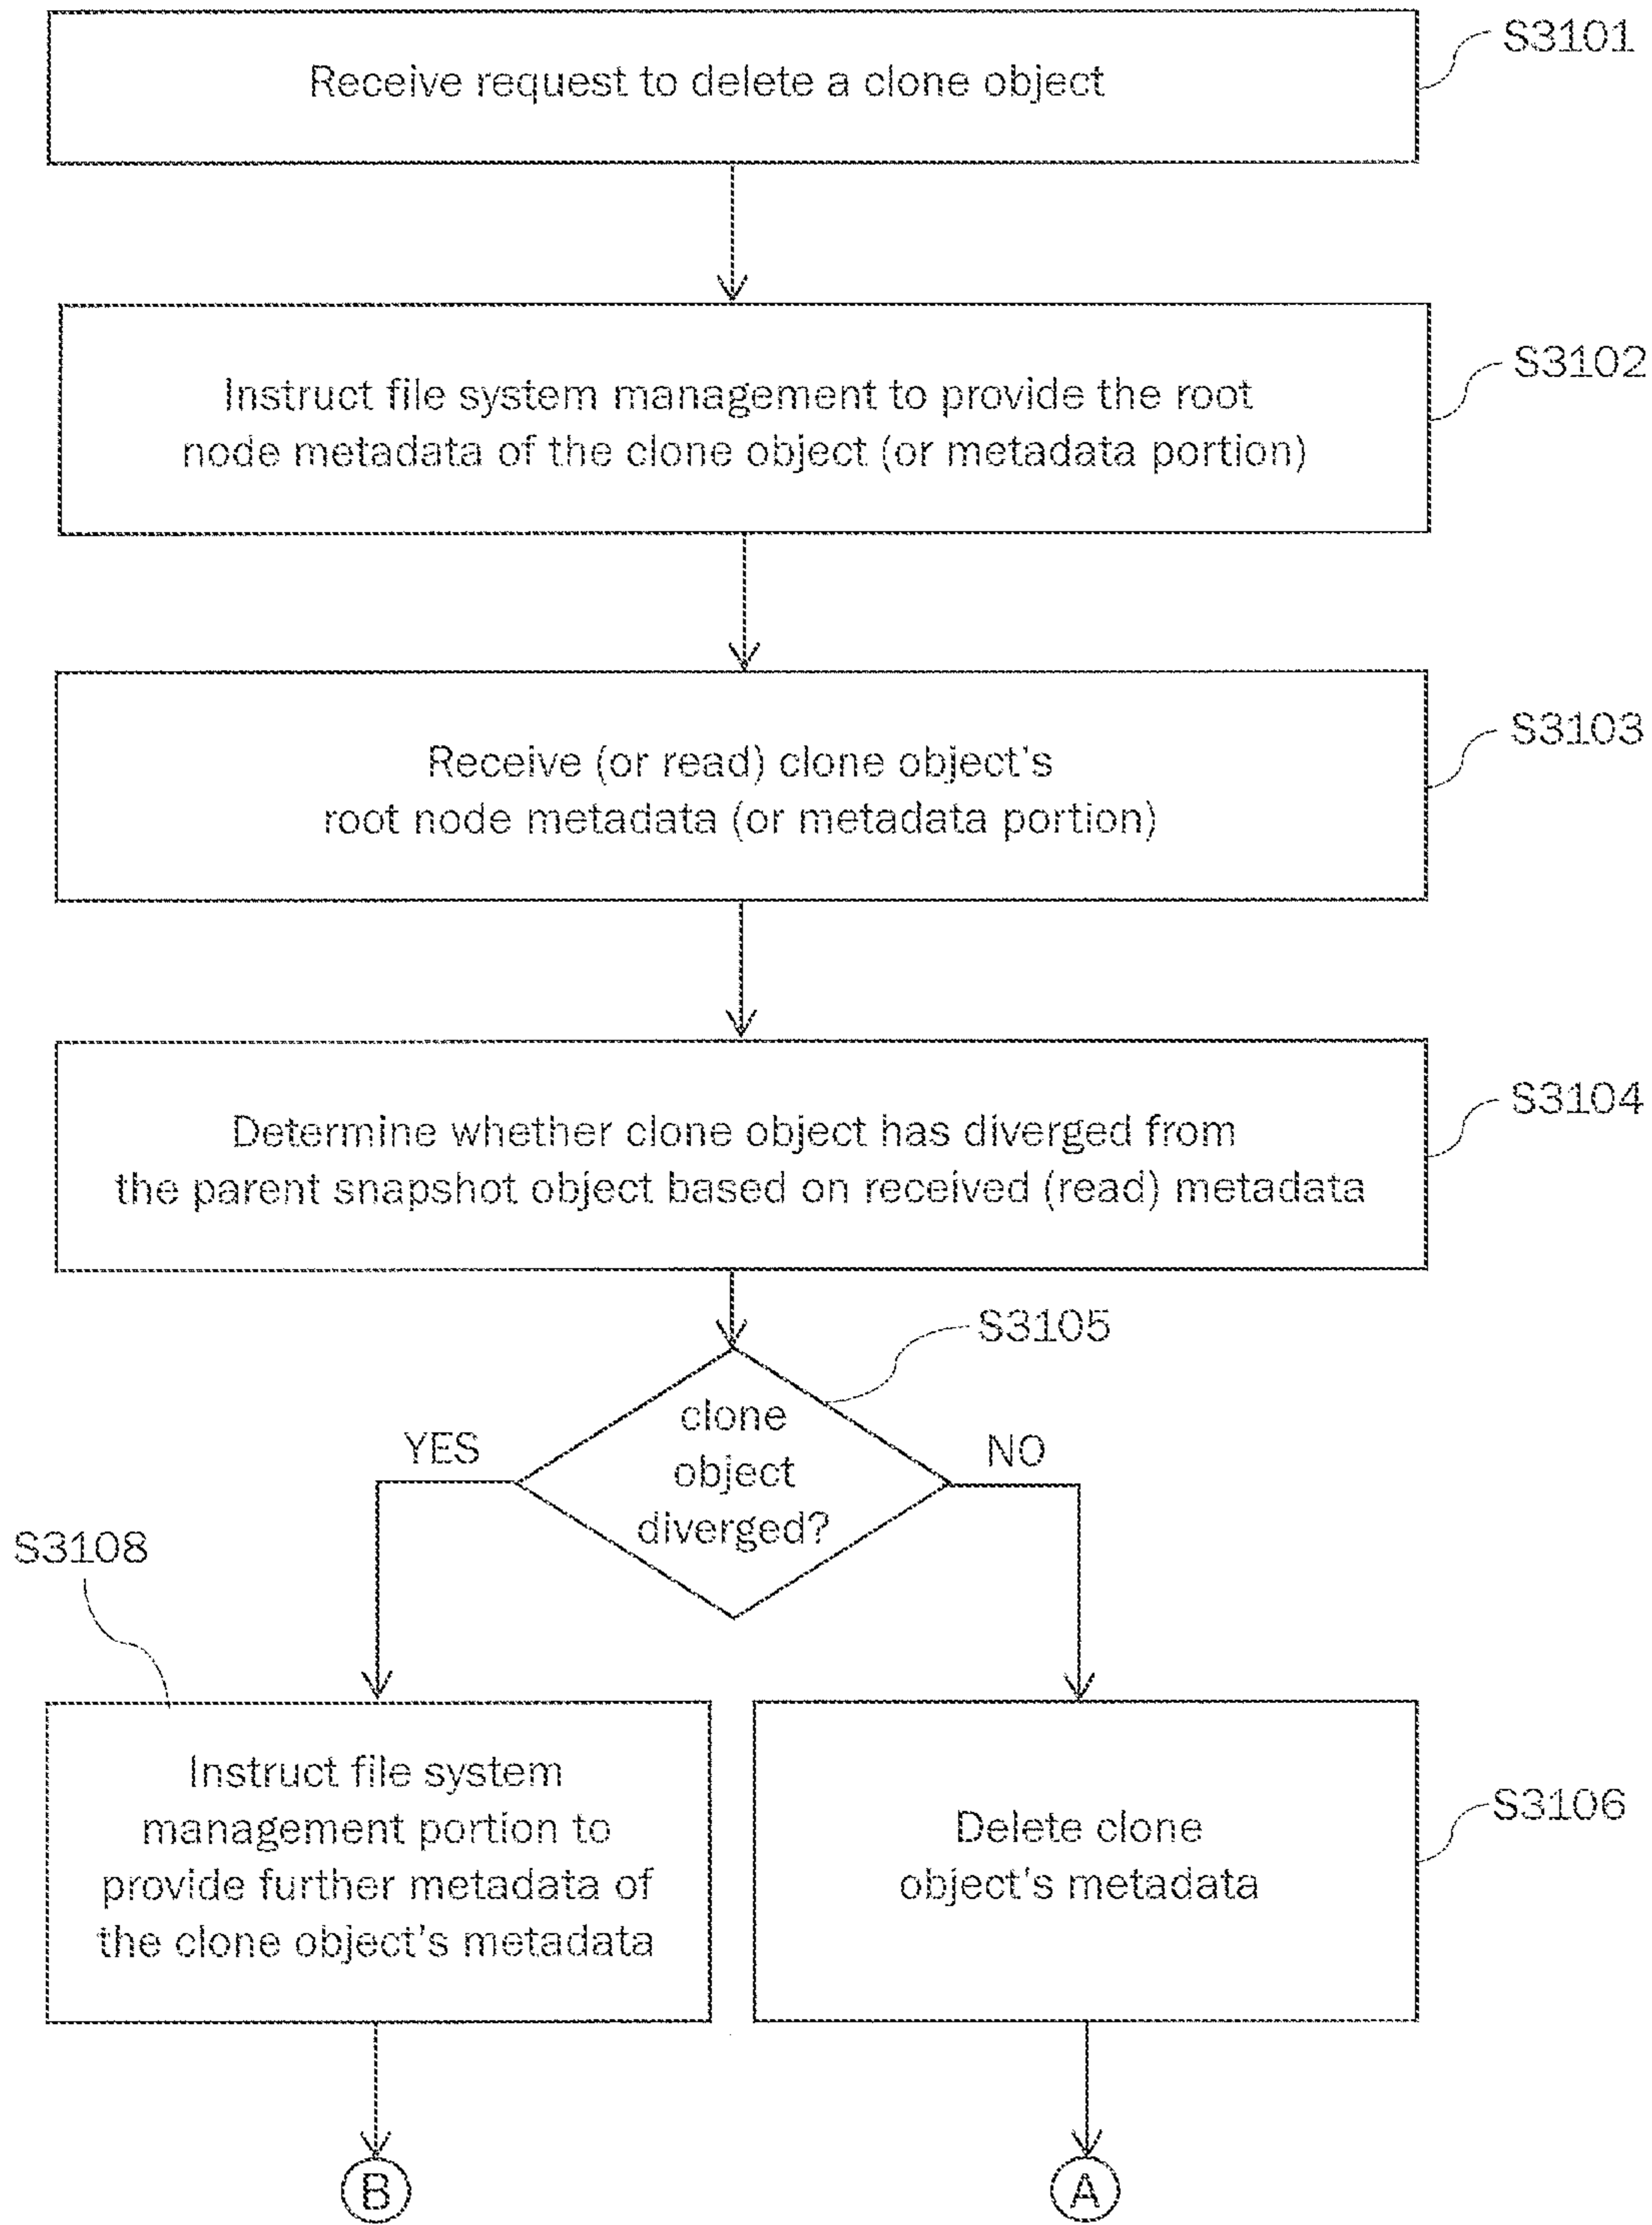 Receive request to delete a clone object
S3101
Instruct file system management to provide the root
node metadata of the clone object (or metadata portion)
S3102
Receive (or read) clone object's
root node metadata (or metadata portion)
S3103
Determine whether clone object has diverged from
the parent snapshot object based on received (read) metadata
S3104
S3105
clone
object
diverged?
YES
NO
S3108
Instruct file system
management portion to
provide further metadata of
the clone object's metadata
Delete clone
object's metadata
S3106
B
A